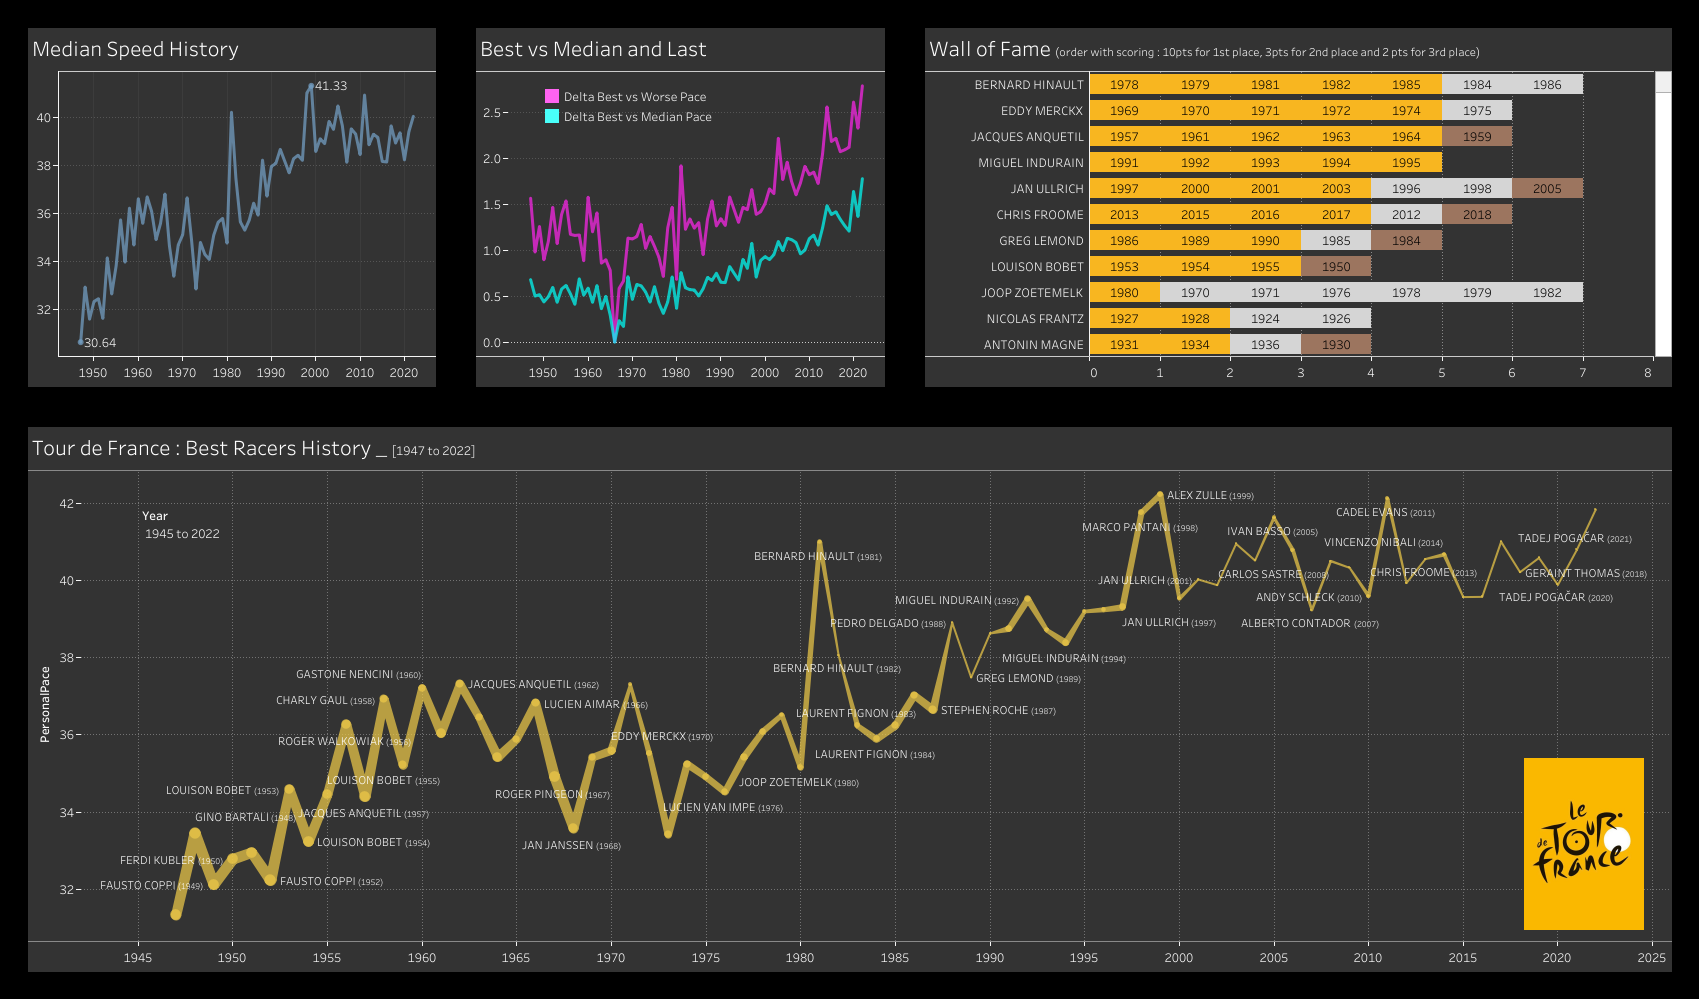 Median Speed History
41.33
40
38
36
34
32
30.64
1950 1960 1970 1980 1990 2000 2010 2020
Best vs Median and Last
Delta Best vs Worse Pace
Delta Best vs Median Pace
2.5
2.0
1.5
1.0
0.5
0.0
1950 1960 1970 1980 1990 2000 2010 2020
Wall of Fame (order with scoring : 10pts for 1st place, 3pts for 2nd place and 2 pts for 3rd place)
BERNARD HINAULT 1978 1979 1981 1982 1985 1984 1986
EDDY MERCKX 1969 1970 1971 1972 1974 1975
JACQUES ANQUETIL 1957 1961 1962 1963 1964 1959
MIGUEL INDURAIN 1991 1992 1993 1994 1995
JAN ULLRICH 1997 2000 2001 2003 1996 1998 2005
CHRIS FROOME 2013 2015 2016 2017 2012 2018
GREG LEMOND 1986 1989 1990 1985 1984
LOUISON BOBET 1953 1954 1955 1950
JOOP ZOETEMELK 1980 1970 1971 1976 1978 1979 1982
NICOLAS FRANTZ 1927 1928 1924 1926
ANTONIN MAGNE 1931 1934 1936 1930
0 1 2 3 4 5 6 7 8
Tour de France : Best Racers History _ [1947 to 2022]
Year
1945 to 2022
PersonalPace
42
40
38
36
34
32
ALEX ZULLE (1999)
CADEL EVANS (2011)
MARCO PANTANI (1998)
IVAN BASSO (2005)
TADEJ POGAČAR (2021)
VINCENZO NIBALI (2014)
BERNARD HINAULT (1981)
CHRIS FROOME (2013)
GERAINT THOMAS (2018)
CARLOS SASTRE (2008)
JAN ULLRICH (2001)
ANDY SCHLECK (2010)
TADEJ POGAČAR (2020)
MIGUEL INDURAIN (1992)
PEDRO DELGADO (1988)
JAN ULLRICH (1997)
ALBERTO CONTADOR (2007)
MIGUEL INDURAIN (1994)
BERNARD HINAULT (1982)
GASTONE NENCINI (1960)
GREG LEMOND (1989)
JACQUES ANQUETIL (1962)
CHARLY GAUL (1958)
LUCIEN AIMAR (1966)
STEPHEN ROCHE (1987)
LAURENT FIGNON (1983)
EDDY MERCKX (1970)
ROGER WALKOWIAK (1956)
LAURENT FIGNON (1984)
LOUISON BOBET (1955)
JOOP ZOETEMELK (1980)
LOUISON BOBET (1953)
ROGER PINGEON (1967)
LUCIEN VAN IMPE (1976)
JACQUES ANQUETIL (1957)
GINO BARTALI (1948)
LOUISON BOBET (1954)
JAN JANSSEN (1968)
FERDI KUBLER (1950)
FAUSTO COPPI (1952)
FAUSTO COPPI (1949)
le
de TOUR
france
1945 1950 1955 1960 1965 1970 1975 1980 1985 1990 1995 2000 2005 2010 2015 2020 2025